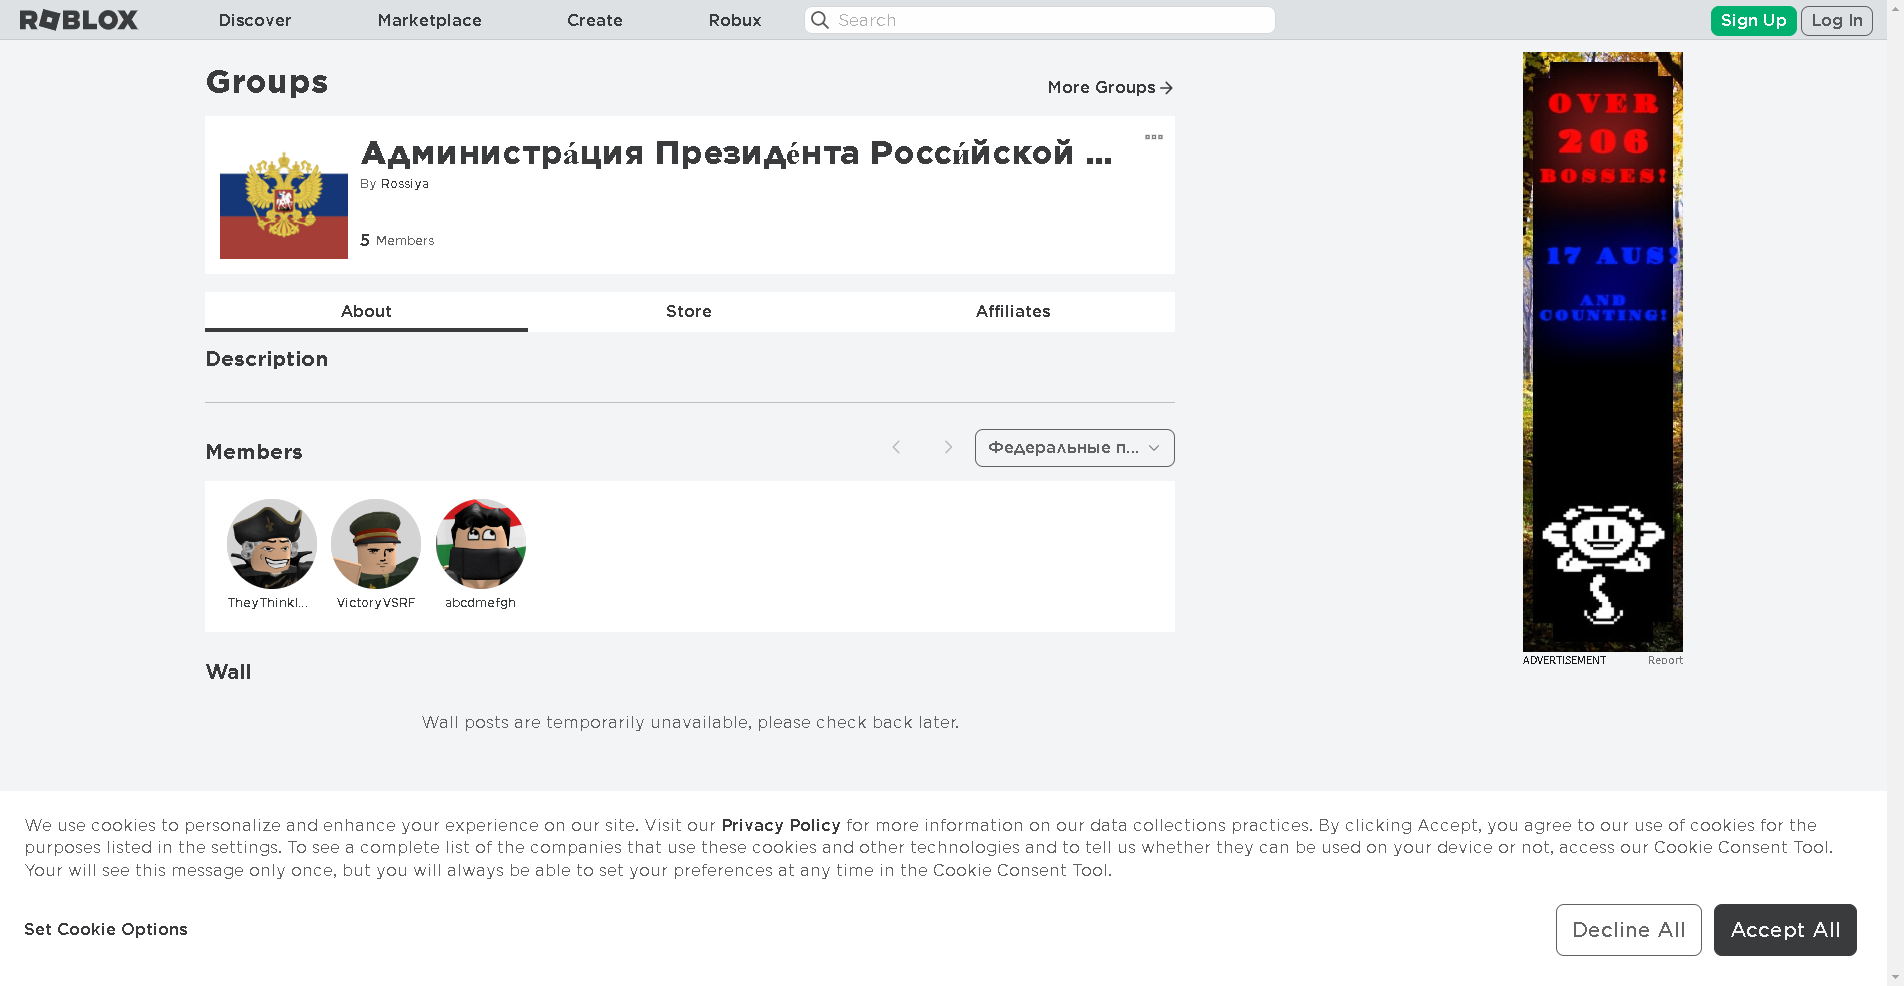 ROBLOX
Discover
Marketplace
Create
Robux
Search
Sign Up
Log In
Groups
More Groups
Администра́ция Президе́нта Росси́йской ...
By Rossiya
5 Members
About
Store
Affiliates
Description
Members
Федеральные п...
TheyThinkI...
VictoryVSRF
abcdmefgh
Wall
Wall posts are temporarily unavailable, please check back later.
OVER
206
BOSSES!
17 AUS!
AND
COUNTING!
ADVERTISEMENT
Report
We use cookies to personalize and enhance your experience on our site. Visit our Privacy Policy for more information on our data collections practices. By clicking Accept, you agree to our use of cookies for the
purposes listed in the settings. To see a complete list of the companies that use these cookies and other technologies and to tell us whether they can be used on your device or not, access our Cookie Consent Tool.
Your will see this message only once, but you will always be able to set your preferences at any time in the Cookie Consent Tool.
Set Cookie Options
Decline All
Accept All